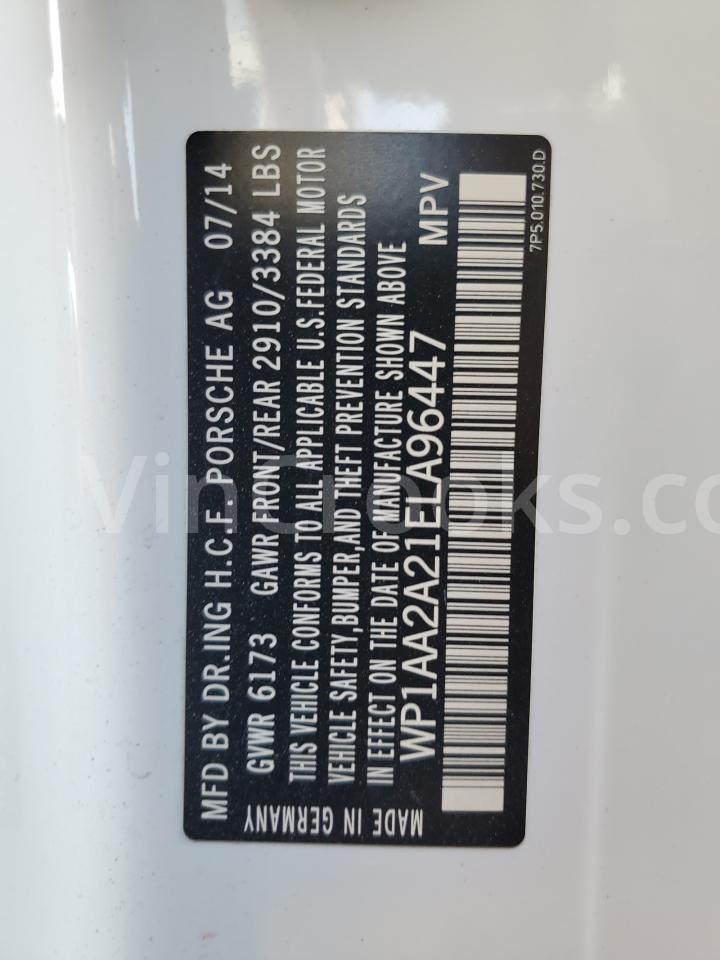 MFD BY DR.ING H.C.F. PORSCHE AG 07/14
GVWR 6173 GAWR FRONT/REAR 2910/3384 LBS
THIS VEHICLE CONFORMS TO ALL APPLICABLE U.S.FEDERAL MOTOR
VEHICLE SAFETY,BUMPER,AND THEFT PREVENTION STANDARDS
IN EFFECT ON THE DATE OF MANUFACTURE SHOWN ABOVE
WP1AA2A21ELA96447 MPV
MADE IN GERMANY
7P5.010.730.D
VinCrooks.co